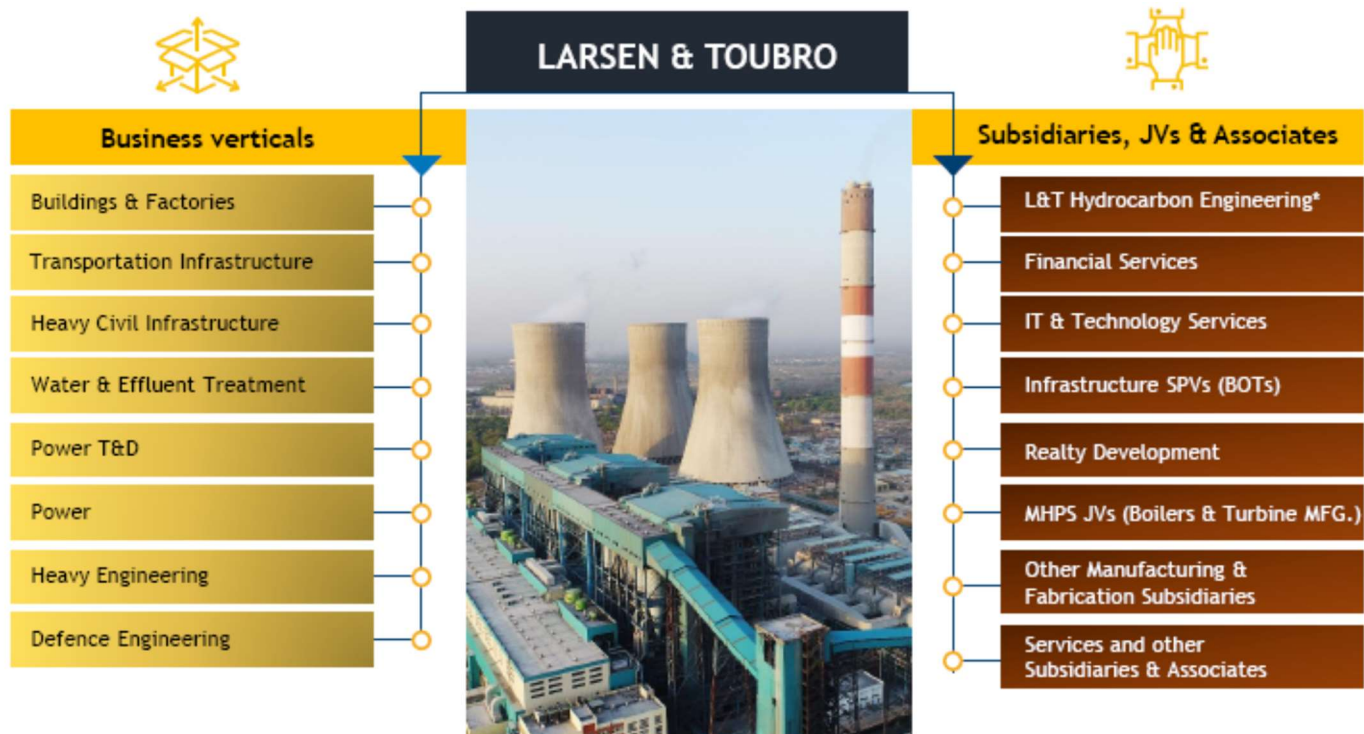 LARSEN & TOUBRO
Business verticals
Buildings & Factories
Transportation Infrastructure
Heavy Civil Infrastructure
Water & Effluent Treatment
Power T&D
Power
Heavy Engineering
Defence Engineering
Subsidiaries, JVs & Associates
L&T Hydrocarbon Engineering*
Financial Services
IT & Technology Services
Infrastructure SPVs (BOTs)
Realty Development
MHPS JVs (Boilers & Turbine MFG.)
Other Manufacturing &
Fabrication Subsidiaries
Services and other
Subsidiaries & Associates